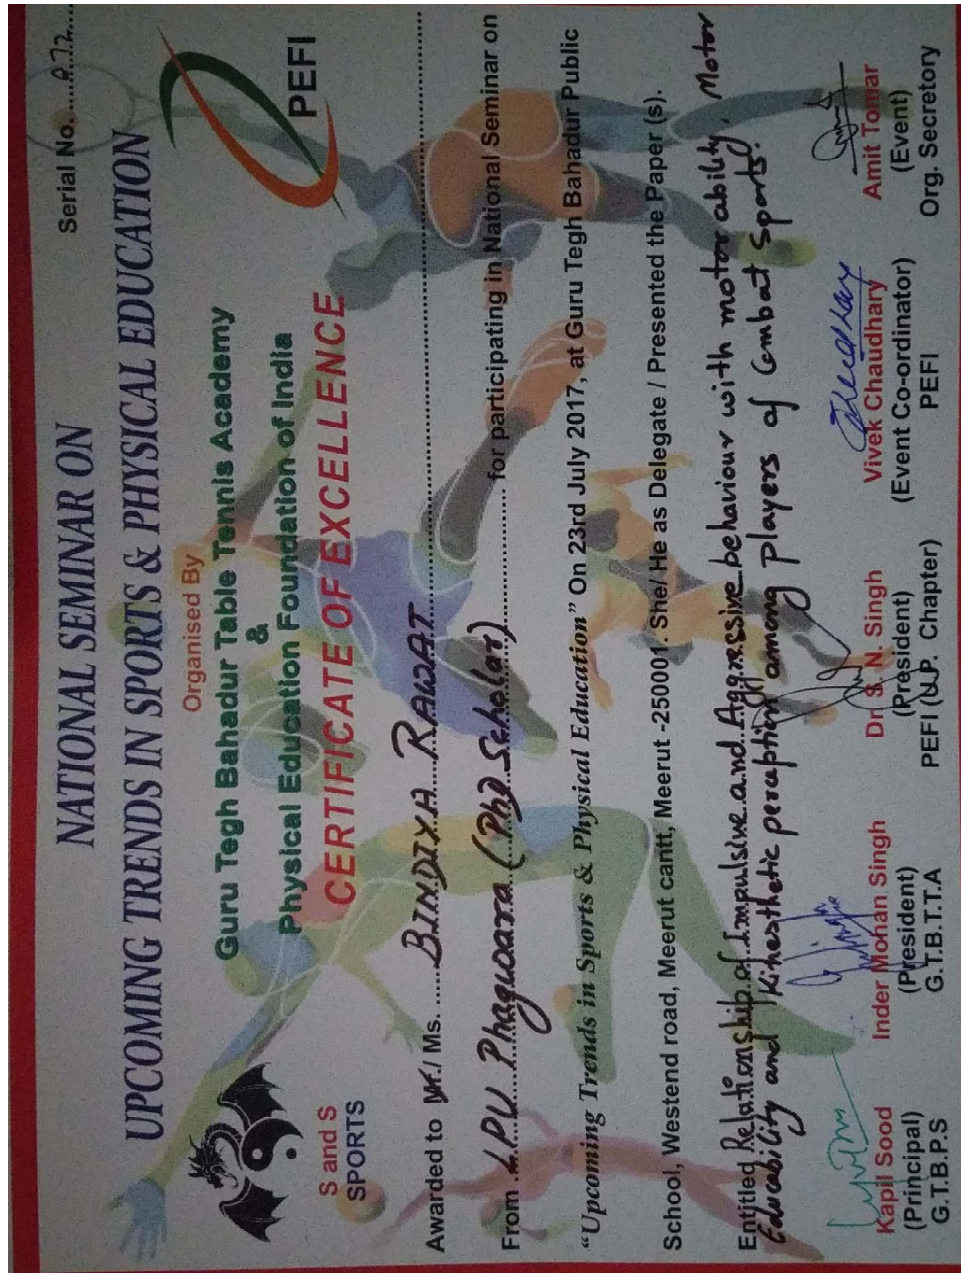 Serial No....072....
NATIONAL SEMINAR ON
UPCOMING TRENDS IN SPORTS & PHYSICAL EDUCATION
Organised By
Guru Tegh Bahadur Table Tennis Academy
&
Physical Education Foundation of India
CERTIFICATE OF EXCELLENCE
S and S
SPORTS
PEFI
Awarded to Mr./ Ms. BINDIYA RAWAT
From LPU Phagwara (Phd Scholar) for participating in National Seminar on
“Upcoming Trends in Sports & Physical Education” On 23rd July 2017, at Guru Tegh Bahadur Public
School, Westend road, Meerut cantt, Meerut -250001 . She/ He as Delegate / Presented the Paper (s).
Entitled Relationship of Impulsive and Aggressive behaviour with motor ability, Motor
Educability and Kinesthetic perception among players of Combat sports.
Kapil Sood
(Principal)
G.T.B.P.S
Inder Mohan Singh
(President)
G.T.B.T.T.A
Dr. S. N. Singh
(President)
PEFI (U.P. Chapter)
Vivek Chaudhary
(Event Co-ordinator)
PEFI
Amit Tomar
(Event)
Org. Secretory